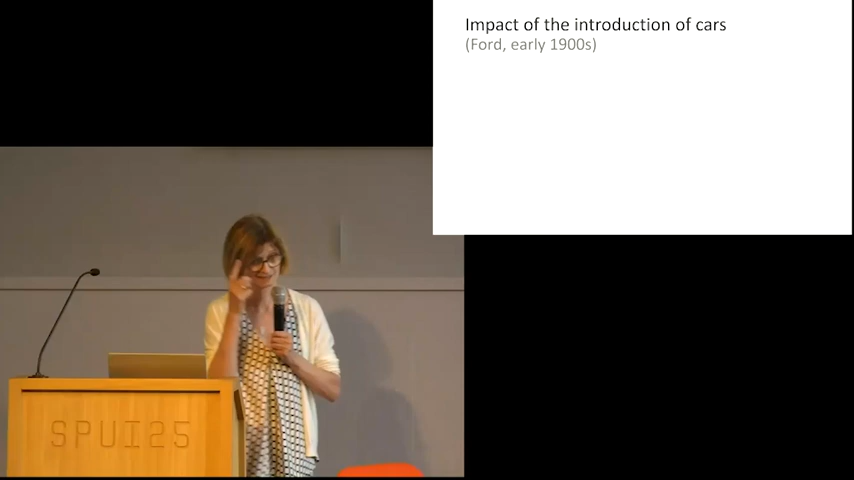 Impact of the introduction of cars
(Ford, early 1900s)
SPUI25